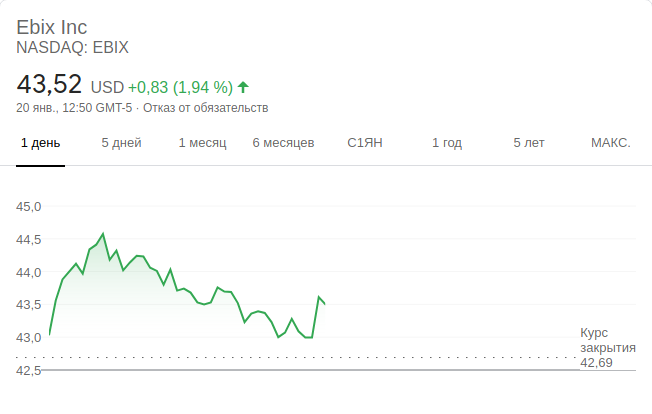 Ebix Inc
NASDAQ: EBIX
43,52 USD +0,83 (1,94 %)
20 янв., 12:50 GMT-5 · Отказ от обязательств
1 день 5 дней 1 месяц 6 месяцев С1ЯН 1 год 5 лет МАКС.
45,0
44,5
44,0
43,5
43,0
42,5
Курс
закрытия
42,69